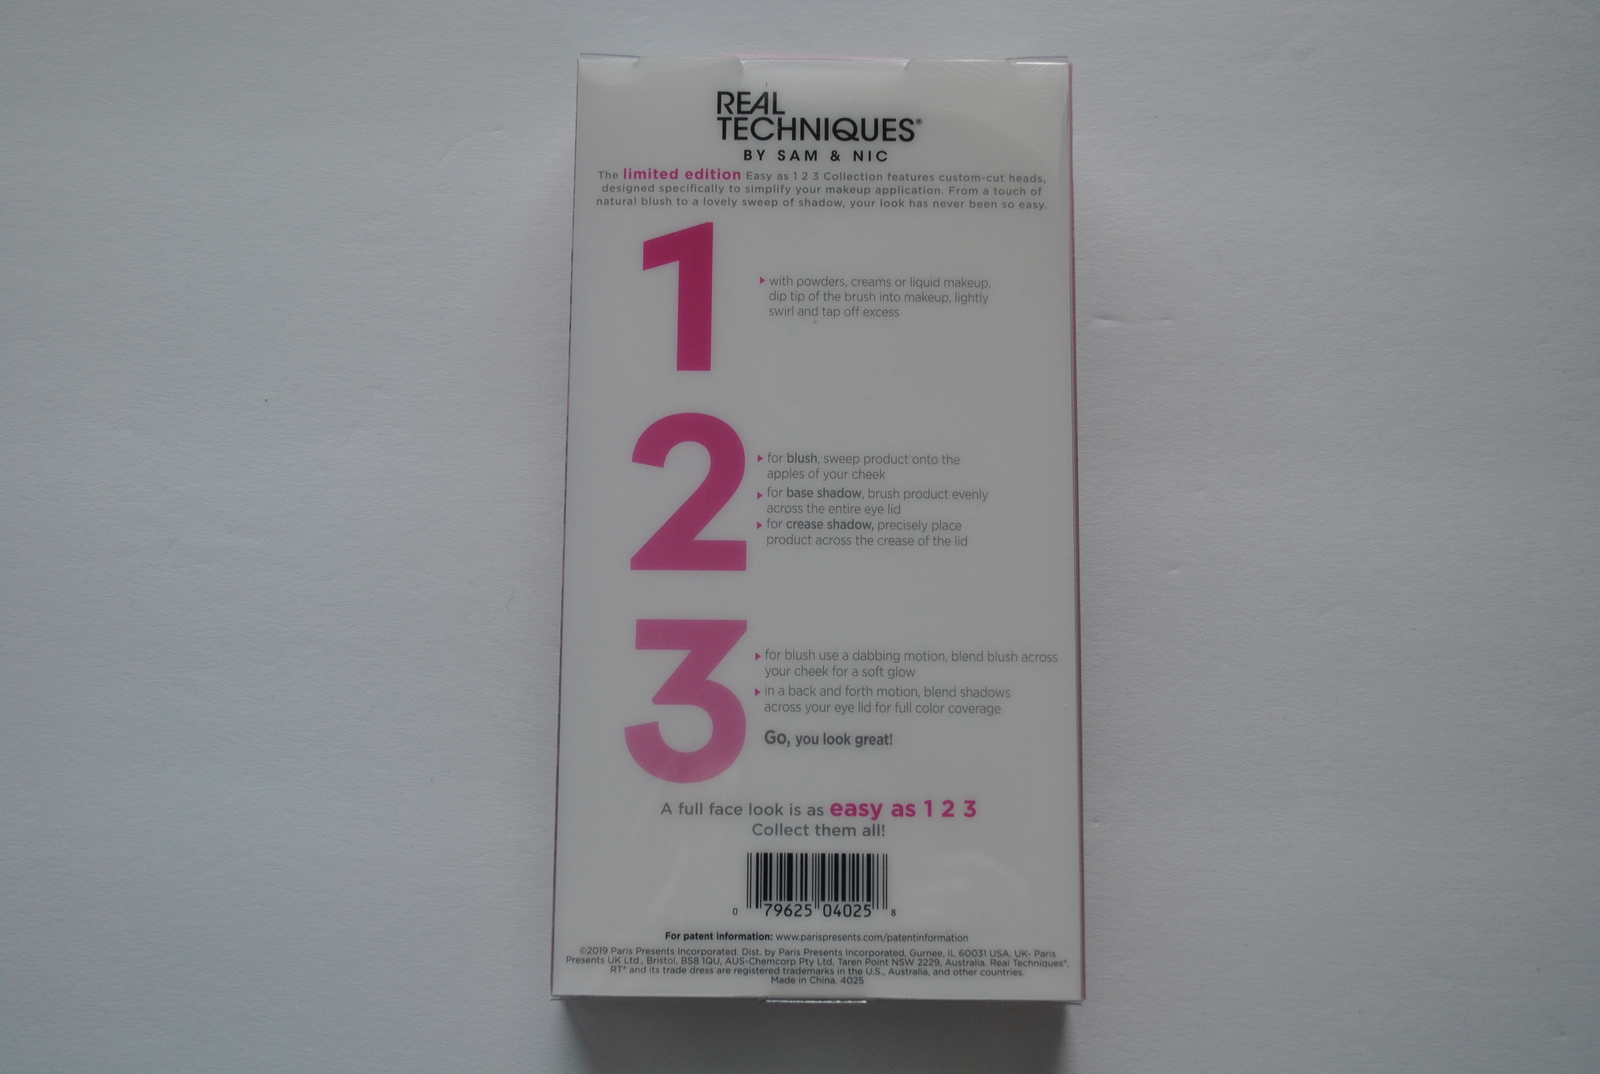 REAL
TECHNIQUES®
BY SAM & NIC
The limited edition Easy as 1 2 3 Collection features custom-cut heads,
designed specifically to simplify your makeup application. From a touch of
natural blush to a lovely sweep of shadow, your look has never been so easy.
1
with powders, creams or liquid makeup,
dip tip of the brush into makeup, lightly
swirl and tap off excess
2
for blush, sweep product onto the
apples of your cheek
for base shadow, brush product evenly
across the entire eye lid
for crease shadow, precisely place
product across the crease of the lid
3
for blush use a dabbing motion, blend blush across
your cheek for a soft glow
in a back and forth motion, blend shadows
across your eye lid for full color coverage
Go, you look great!
A full face look is as easy as 1 2 3
Collect them all!
0 79625 04025 8
For patent information: www.parispresents.com/patentinformation
©2019 Paris Presents Incorporated. Dist. by Paris Presents Incorporated, Gurnee, IL 60031 USA, UK- Paris
Presents UK Ltd., Bristol, BS8 1QU, AUS-Chemcorp Pty Ltd, Taren Point NSW 2229, Australia. Real Techniques®,
RT® and its trade dress are registered trademarks in the U.S., Australia, and other countries.
Made in China. 4025